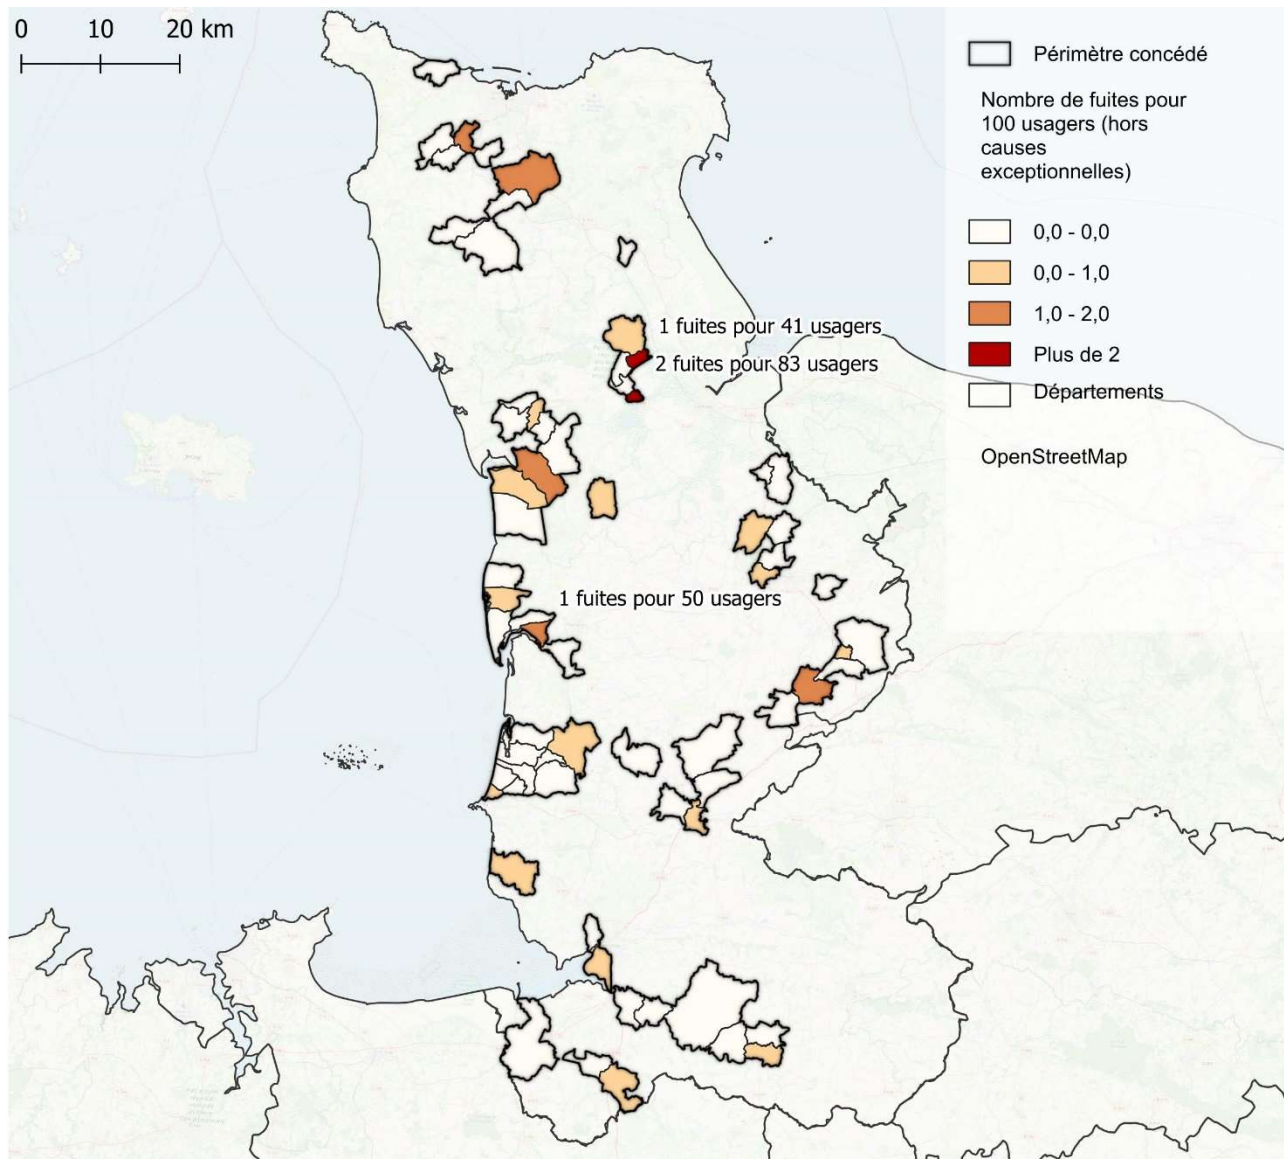 0 10 20 km
Périmètre concédé
Nombre de fuites pour
100 usagers (hors
causes
exceptionnelles)
0,0 - 0,0
0,0 - 1,0
1,0 - 2,0
Plus de 2
Départements
OpenStreetMap
1 fuites pour 41 usagers
2 fuites pour 83 usagers
1 fuites pour 50 usagers